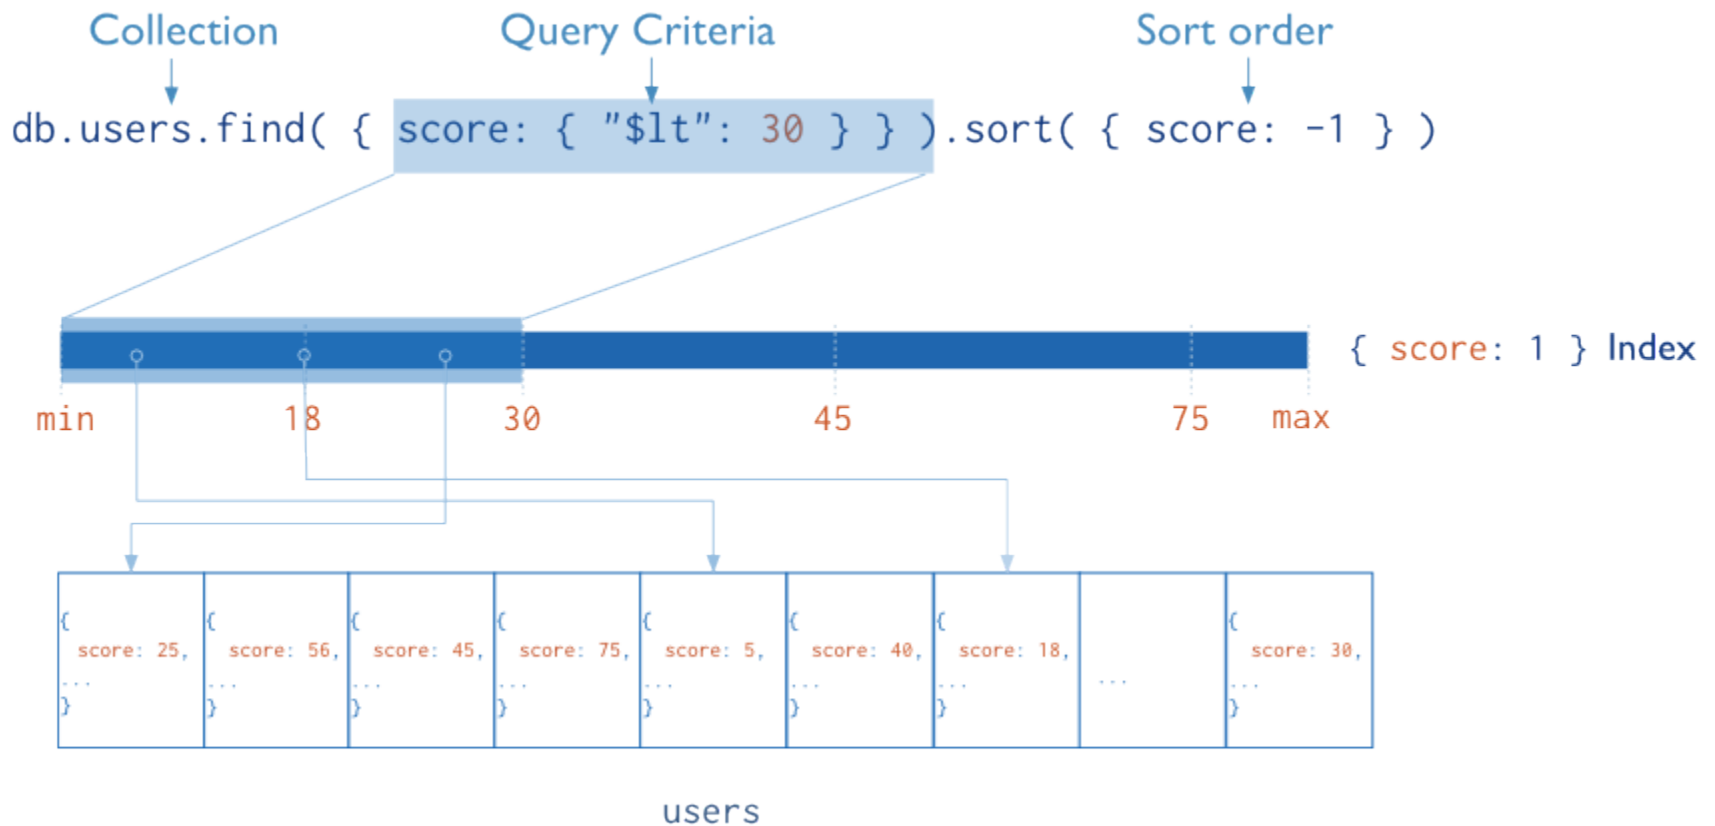 Collection Query Criteria Sort order
db.users.find( { score: { "$lt": 30 } } ).sort( { score: -1 } )
{ score: 1 } Index
min 18 30 45 75 max
{ { { { { { { {
score: 25, score: 56, score: 45, score: 75, score: 5, score: 40, score: 18, score: 30,
... ... ... ... ... ... ... ... ...
} } } } } } } }
users